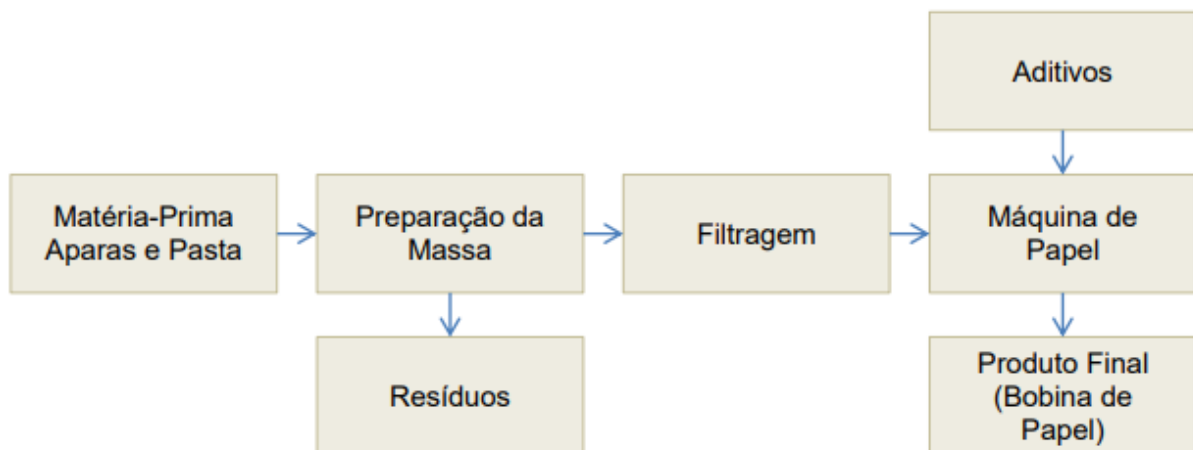 Aditivos
Matéria-Prima
Aparas e Pasta
Preparação da
Massa
Filtragem
Máquina de
Papel
Resíduos
Produto Final
(Bobina de
Papel)